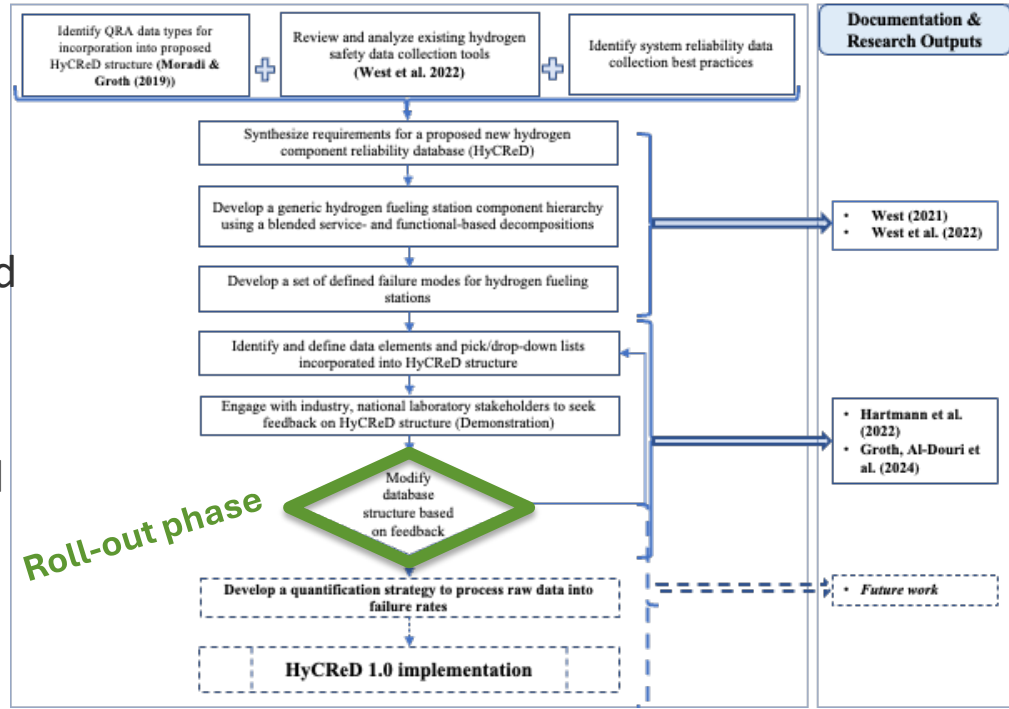 Identify QRA data types for
incorporation into proposed
HyCReD structure (Moradi &
Groth (2019))
Review and analyze existing hydrogen
safety data collection tools
(West et al. 2022)
Identify system reliability data
collection best practices
Documentation &
Research Outputs
Synthesize requirements for a proposed new hydrogen
component reliability database (HyCReD)
Develop a generic hydrogen fueling station component hierarchy
using a blended service- and functional-based decompositions
Develop a set of defined failure modes for hydrogen fueling
stations
• West (2021)
• West et al. (2022)
d
Identify and define data elements and pick/drop-down lists
incorporated into HyCReD structure
Engage with industry, national laboratory stakeholders to seek
feedback on HyCReD structure (Demonstration)
• Hartmann et al.
(2022)
• Groth, Al-Douri et
al. (2024)
Modify
database
structure based
on feedback
Roll-out phase
Develop a quantification strategy to process raw data into
failure rates
• Future work
HyCReD 1.0 implementation